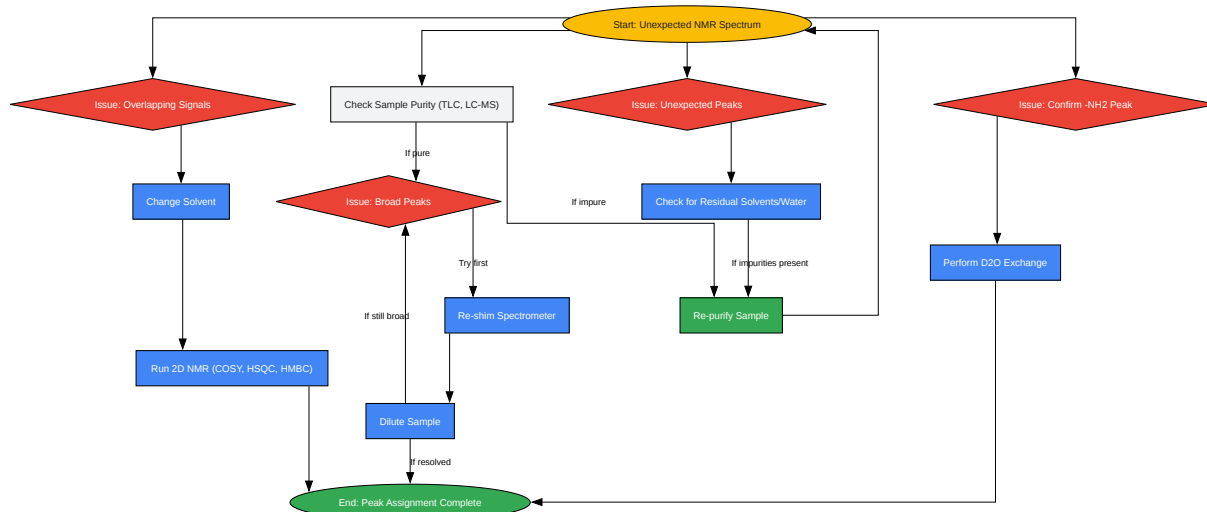 Start: Unexpected NMR Spectrum
Issue: Overlapping Signals
Check Sample Purity (TLC, LC-MS)
Issue: Unexpected Peaks
Issue: Confirm -NH2 Peak
If pure
Change Solvent
Issue: Broad Peaks
If impure
Check for Residual Solvents/Water
Try first
If impurities present
Perform D2O Exchange
If still broad
Re-shim Spectrometer
Re-purify Sample
Run 2D NMR (COSY, HSQC, HMBC)
Dilute Sample
If resolved
End: Peak Assignment Complete